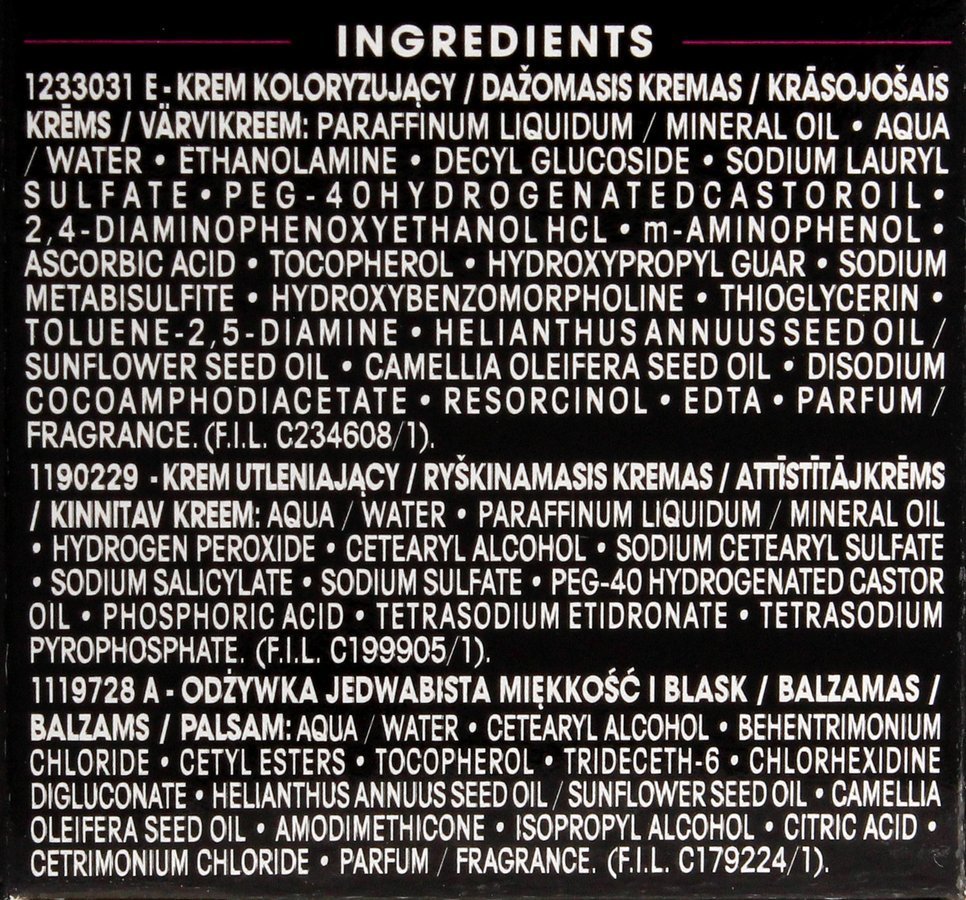 INGREDIENTS
1233031 E - KREM KOLORYZUJĄCY / DAŽOMASIS KREMAS / KRĀSOJOŠAIS
KRĒMS / VÄRVIKREEM: PARAFFINUM LIQUIDUM / MINERAL OIL • AQUA
/ WATER • ETHANOLAMINE • DECYL GLUCOSIDE • SODIUM LAURYL
SULFATE • PEG-40 HYDROGENATED CASTOR OIL •
2,4-DIAMINOPHENOXYETHANOL HCL • m-AMINOPHENOL •
ASCORBIC ACID • TOCOPHEROL • HYDROXYPROPYL GUAR • SODIUM
METABISULFITE • HYDROXYBENZOMORPHOLINE • THIOGLYCERIN •
TOLUENE-2,5-DIAMINE • HELIANTHUS ANNUUS SEED OIL /
SUNFLOWER SEED OIL • CAMELLIA OLEIFERA SEED OIL • DISODIUM
COCOAMPHODIACETATE • RESORCINOL • EDTA • PARFUM /
FRAGRANCE. (F.I.L. C234608/1).
1190229 - KREM UTLENIAJĄCY / RYŠKINAMASIS KREMAS / ATTĪSTĪTĀJKRĒMS
/ KINNITAV KREEM: AQUA / WATER • PARAFFINUM LIQUIDUM / MINERAL OIL
• HYDROGEN PEROXIDE • CETEARYL ALCOHOL • SODIUM CETEARYL SULFATE
• SODIUM SALICYLATE • SODIUM SULFATE • PEG-40 HYDROGENATED CASTOR
OIL • PHOSPHORIC ACID • TETRASODIUM ETIDRONATE • TETRASODIUM
PYROPHOSPHATE. (F.I.L. C199905/1).
1119728 A - ODŻYWKA JEDWABISTA MIĘKKOŚĆ I BLASK / BALZAMAS /
BALZAMS / PALSAM: AQUA / WATER • CETEARYL ALCOHOL • BEHENTRIMONIUM
CHLORIDE • CETYL ESTERS • TOCOPHEROL • TRIDECETH-6 • CHLORHEXIDINE
DIGLUCONATE • HELIANTHUS ANNUUS SEED OIL / SUNFLOWER SEED OIL • CAMELLIA
OLEIFERA SEED OIL • AMODIMETHICONE • ISOPROPYL ALCOHOL • CITRIC ACID •
CETRIMONIUM CHLORIDE • PARFUM / FRAGRANCE. (F.I.L. C179224/1).